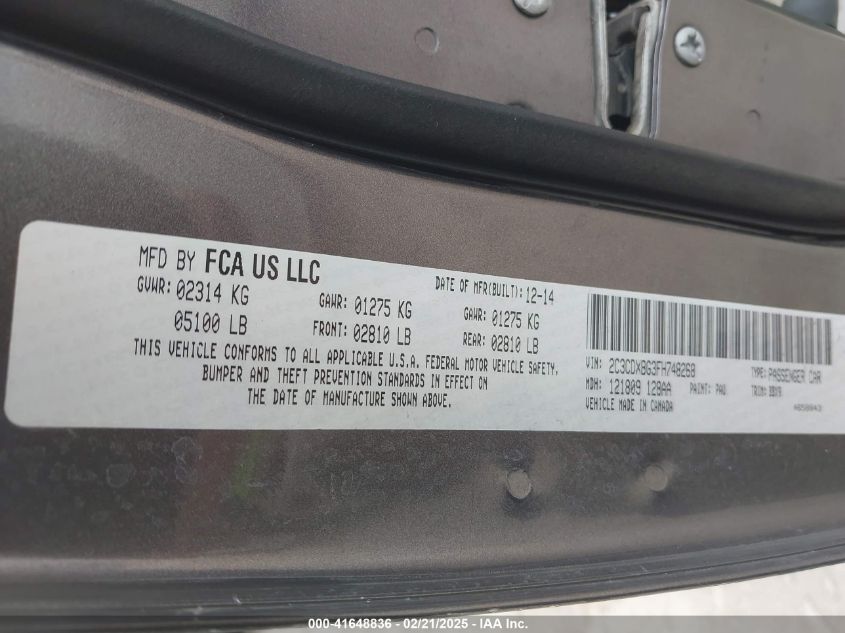 MFD BY FCA US LLC
DATE OF MFR(BUILT): 12-14
GVWR: 02314 KG
GAWR: 01275 KG
GAWR: 01275 KG
05100 LB
FRONT: 02810 LB
REAR: 02810 LB
THIS VEHICLE CONFORMS TO ALL APPLICABLE U.S.A. FEDERAL MOTOR VEHICLE SAFETY,
BUMPER AND THEFT PREVENTION STANDARDS IN EFFECT ON
THE DATE OF MANUFACTURE SHOWN ABOVE.
VIN: 2C3CDXBG3FH748268
TYPE: PASSENGER CAR
MDH: 121809 128AA
PAINT: PAU
TRIM:
VEHICLE MADE IN CANADA
000-41648836 - 02/21/2025 - IAA Inc.